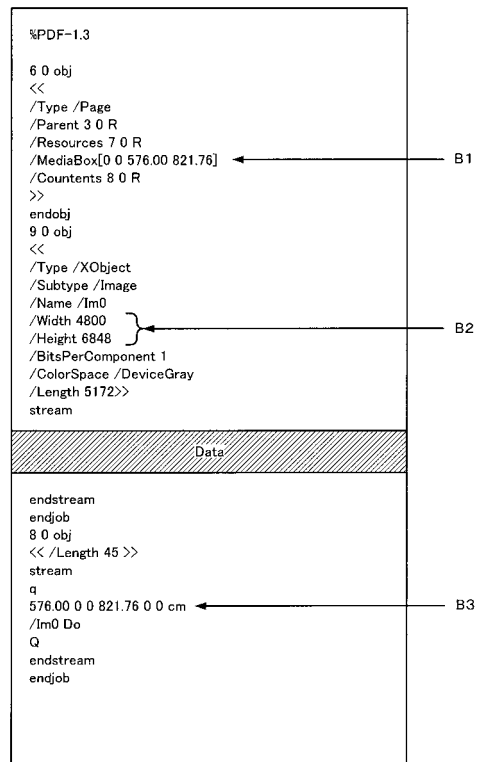 %PDF-1.3
6 0 obj
<<
/Type /Page
/Parent 3 0 R
/Resources 7 0 R
/MediaBox[0 0 576.00 821.76]
B1
/Countents 8 0 R
>>
endobj
9 0 obj
<<
/Type /XObject
/Subtype /Image
/Name /Im0
/Width 4800
/Height 6848
B2
/BitsPerComponent 1
/ColorSpace /DeviceGray
/Length 5172>>
stream
Data
endstream
endjob
8 0 obj
<< /Length 45 >>
stream
q
576.00 0 0 821.76 0 0 cm
B3
/Im0 Do
Q
endstream
endjob